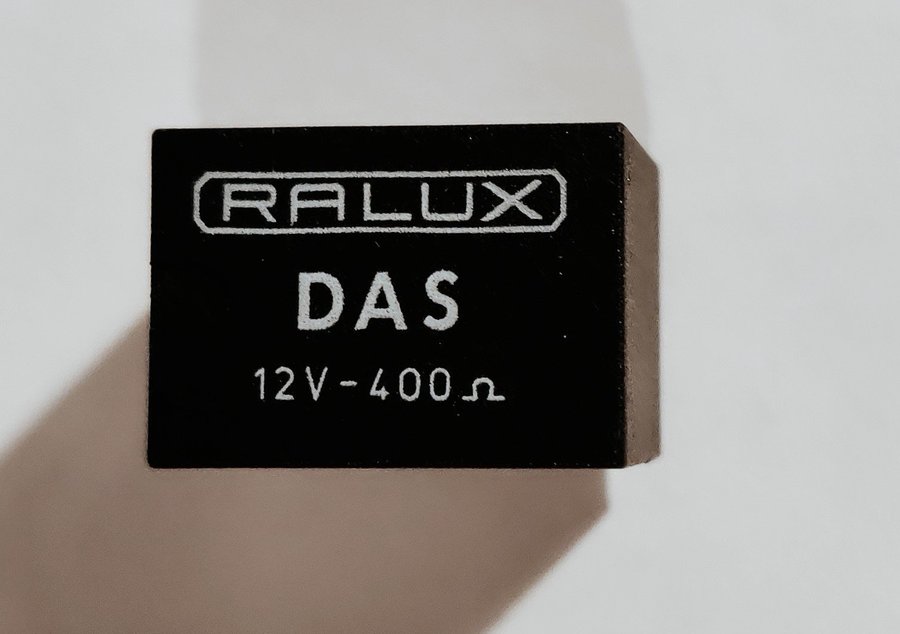 RALUX
DAS
12V-400Ω